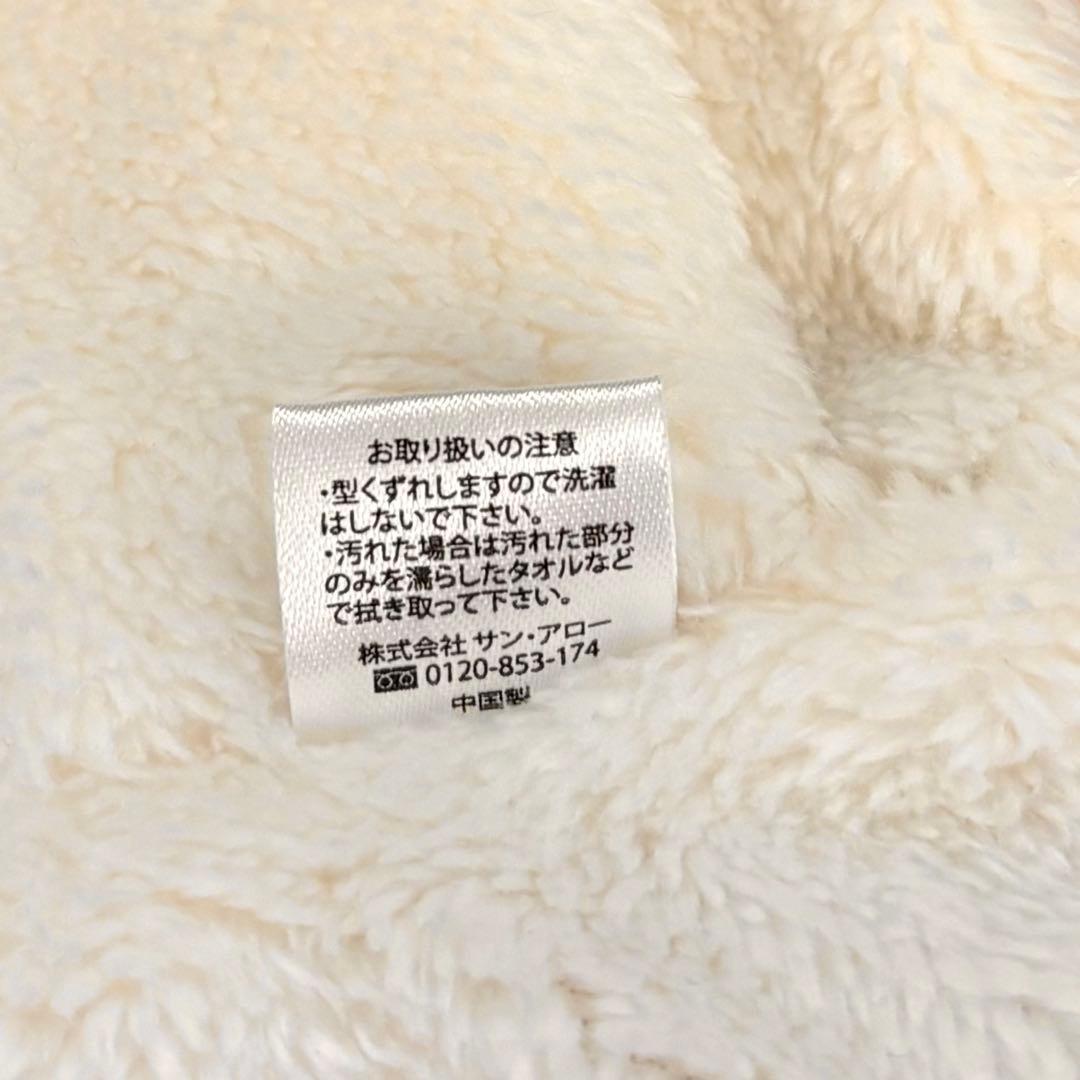 お取り扱いの注意
・型くずれしますので洗濯
はしないで下さい。
・汚れた場合は汚れた部分
のみを濡らしたタオルなど
で拭き取って下さい。
株式会社 サン・アロー
0120-853-174
中国製